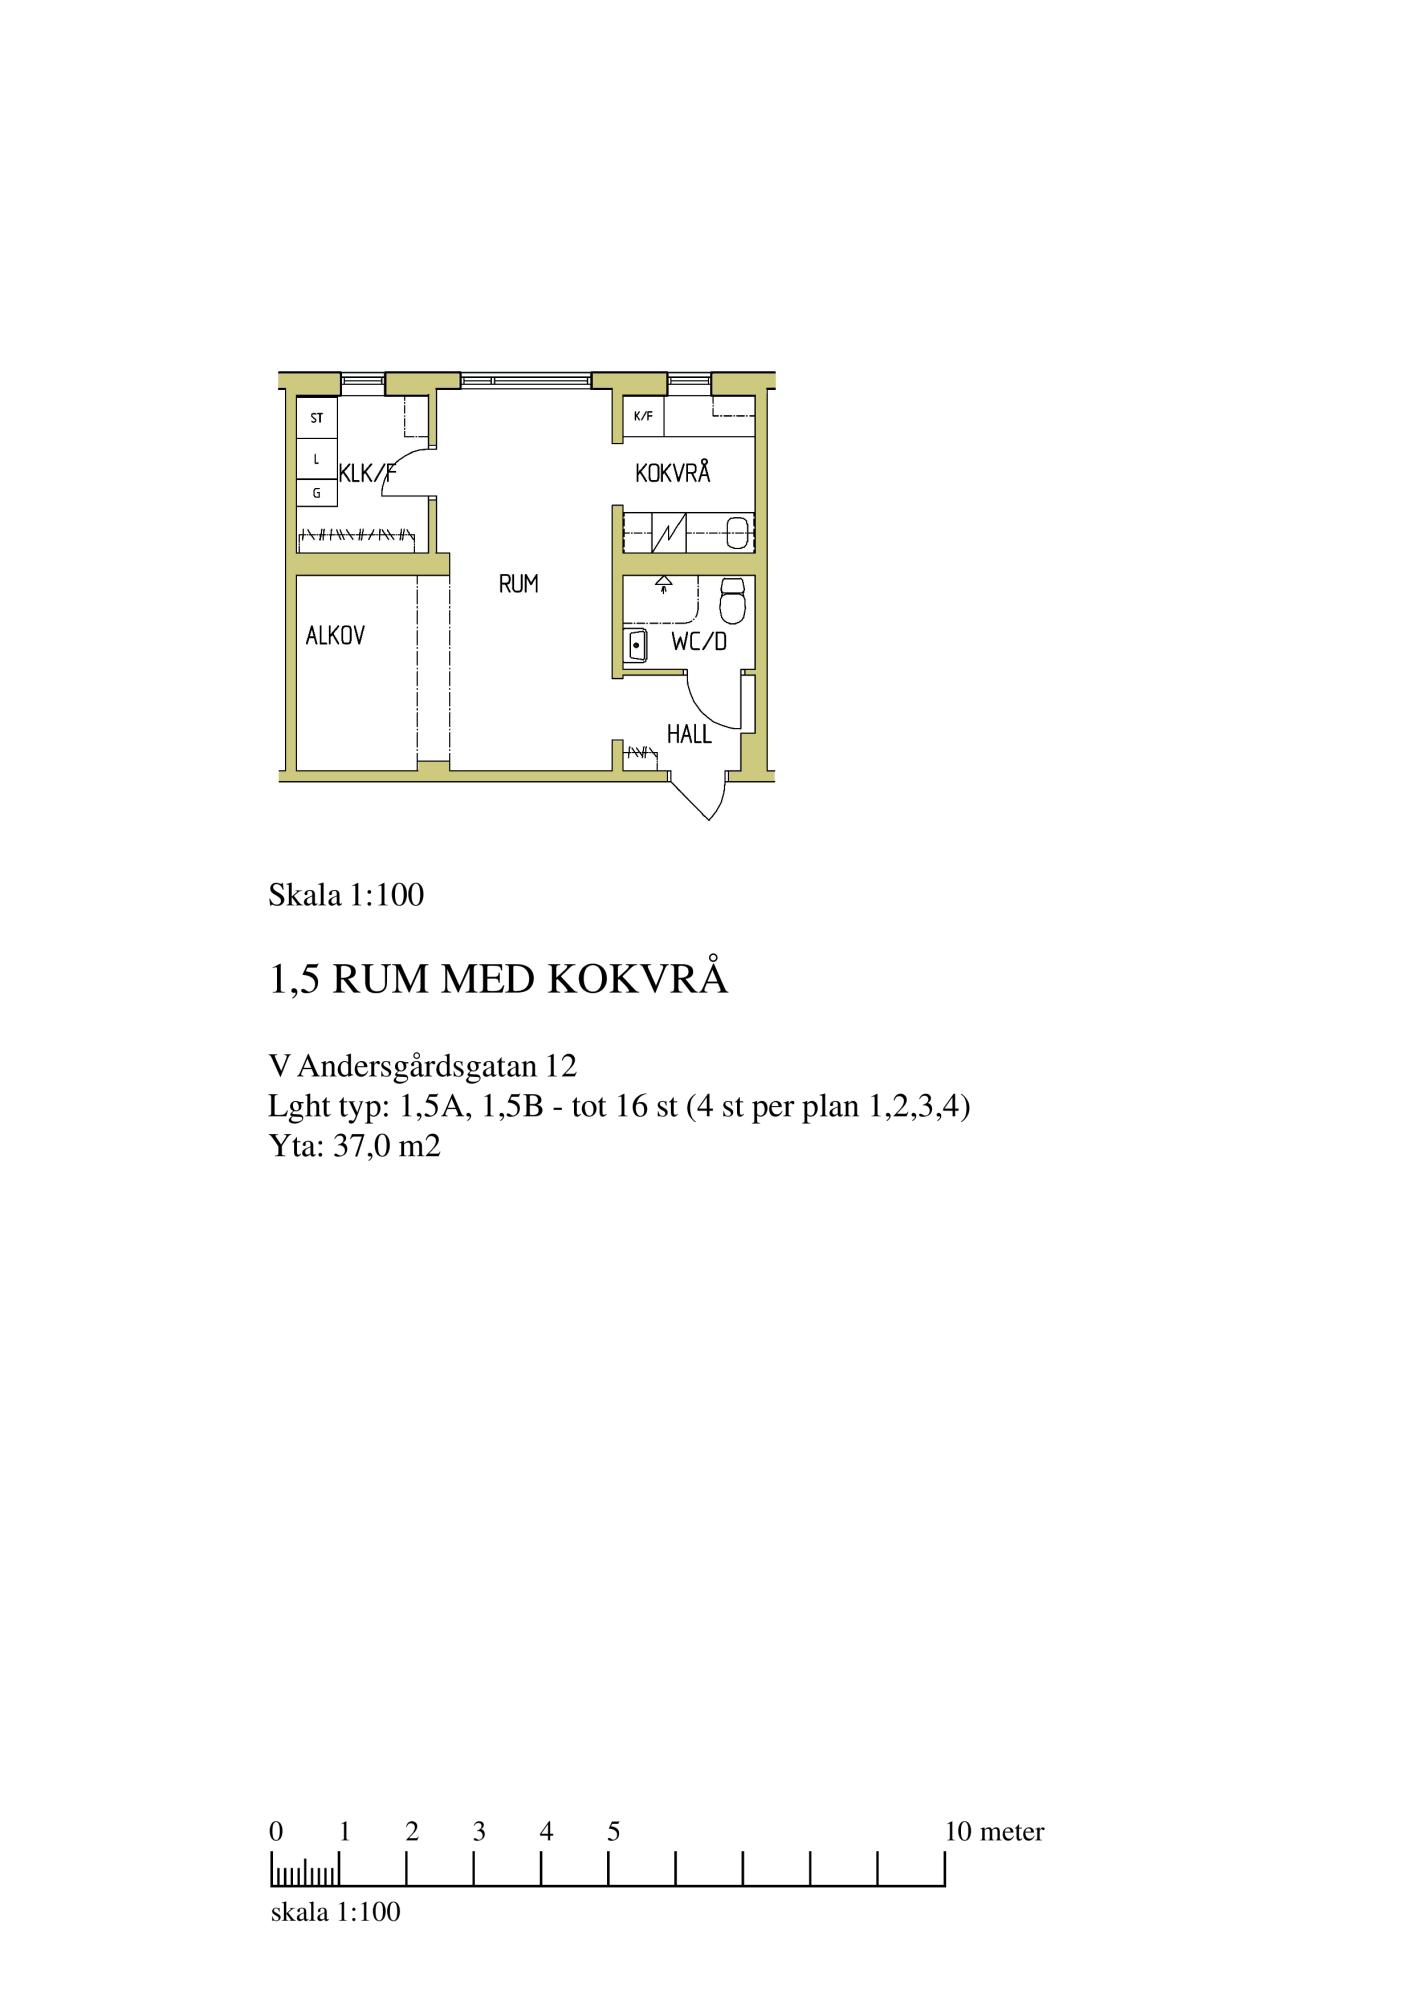 ST
K/F
L
KLK/F
KOKVRÅ
G
RUM
ALKOV
WC/D
HALL
Skala 1:100
1,5 RUM MED KOKVRÅ
V Andersgårdsgatan 12
Lght typ: 1,5A, 1,5B - tot 16 st (4 st per plan 1,2,3,4)
Yta: 37,0 m2
0 1 2 3 4 5 10 meter
skala 1:100